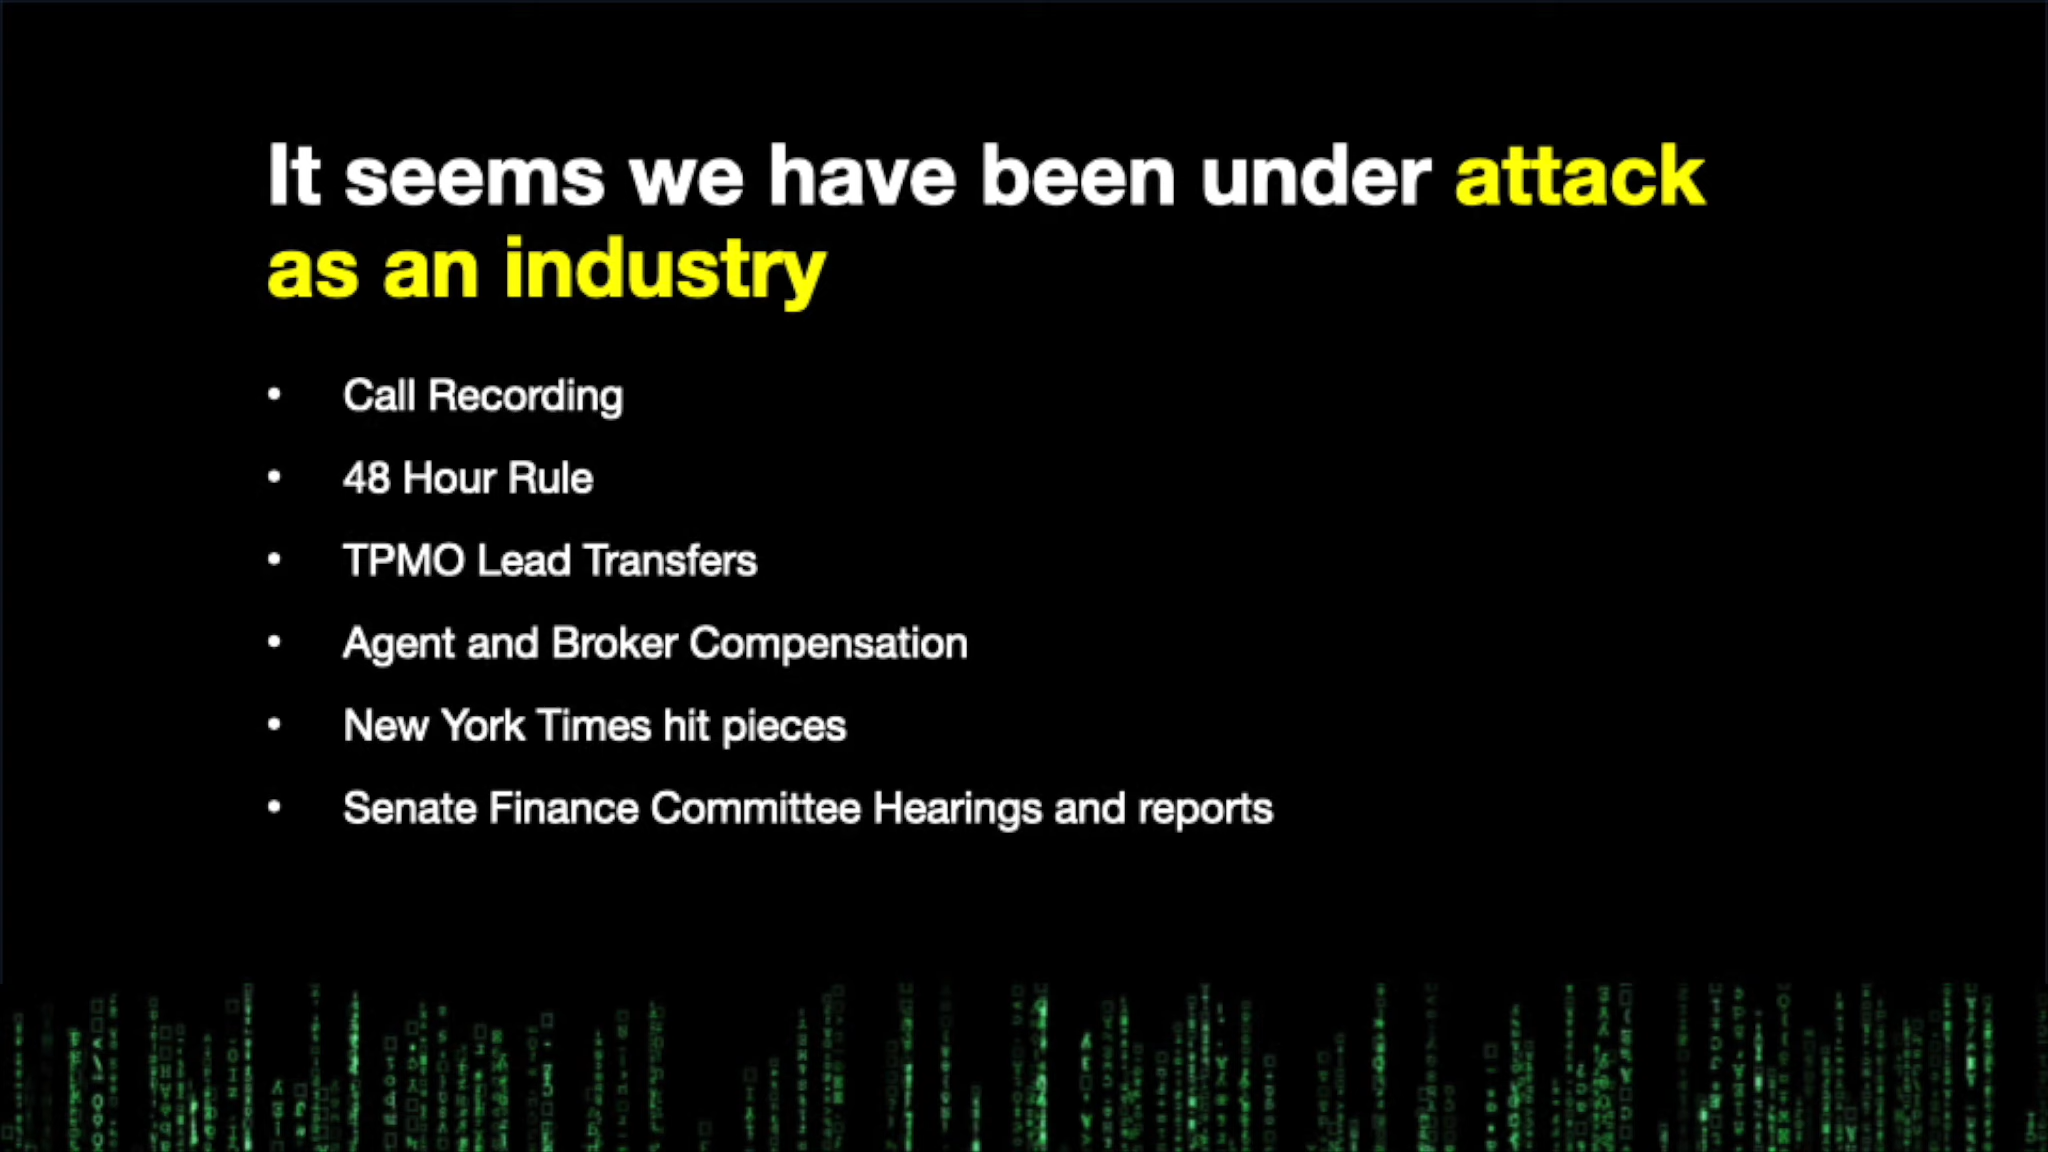 It seems we have been under attack
as an industry
• Call Recording
• 48 Hour Rule
• TPMO Lead Transfers
• Agent and Broker Compensation
• New York Times hit pieces
• Senate Finance Committee Hearings and reports